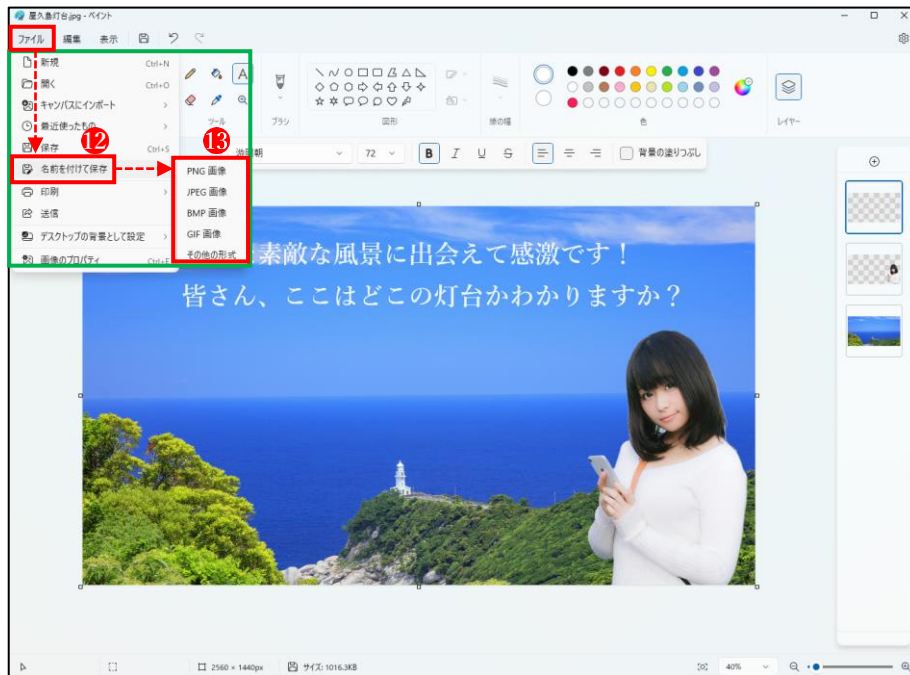 屋久島灯台.jpg - ペイント
ファイル 編集 表示
新規 Ctrl+N
開く Ctrl+O
キャンバスにインポート
最近使ったもの
保存 Ctrl+S
名前を付けて保存
印刷
送信
デスクトップの背景として設定
画像のプロパティ Ctrl+E
⑫
⑬
PNG 画像
JPEG 画像
BMP 画像
GIF 画像
その他の形式
ツール
ブラシ
図形
線の幅
色
レイヤー
72
B I U S
背景の塗りつぶし
素敵な風景に出会えて感激です!
皆さん、ここはどこの灯台かわかりますか?
2560 × 1440px
サイズ: 1016.3KB
40%